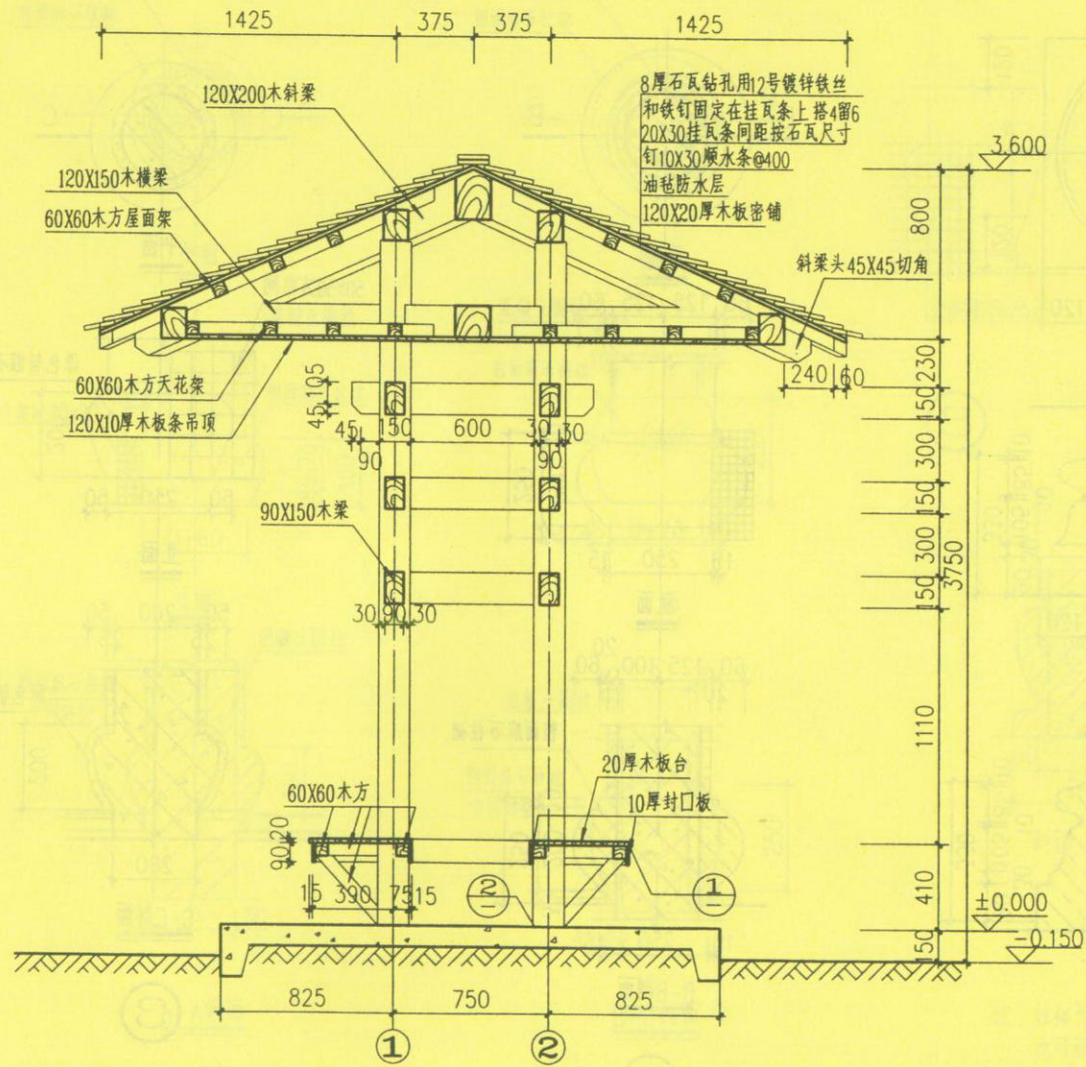 1425 375 375 1425
120X200木斜梁
8厚石瓦钻孔用12号镀锌铁丝
和铁钉固定在挂瓦条上搭4留6
20X30挂瓦条间距按石瓦尺寸
钉10X30顺水条@400
油毡防水层
120X20厚木板密铺
3.600
120X150木横梁
60X60木方屋面架
800
斜梁头45X45切角
60X60木方天花架
120X10厚木板条吊顶
240 60
230
45 105
150
45 150 600 30 30
90 90
300
150
90X150木梁
300
3750
150
30 90 30
1110
20厚木板台
60X60木方
10厚封口板
90 20
15 390 75 15
2
—
1
—
410
±0.000
-0.150
150
825 750 825
1 2